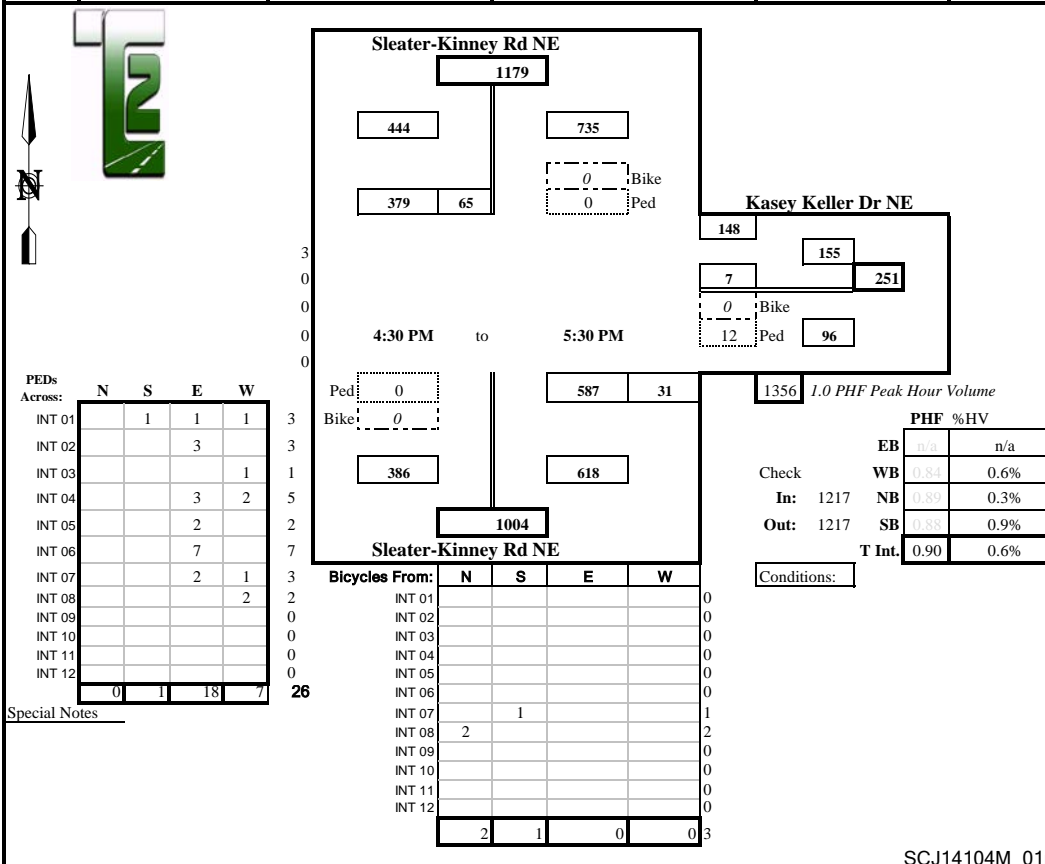 T2
N
Sleater-Kinney Rd NE
1179
444 735
0 Bike
379 65 0 Ped
Kasey Keller Dr NE
148
3 155
0 7 251
0 0 Bike
0 4:30 PM to 5:30 PM 12 Ped 96
0
PEDs Across: N S E W
Ped 0 587 31 1356 1.0 PHF Peak Hour Volume
INT 01 1 1 1 3
Bike 0
PHF %HV
INT 02 3 3
EB n/a n/a
INT 03 1 1
386 618 Check WB 0.84 0.6%
INT 04 3 2 5
In: 1217 NB 0.89 0.3%
INT 05 2 2
1004 Out: 1217 SB 0.88 0.9%
INT 06 7 7
Sleater-Kinney Rd NE T Int. 0.90 0.6%
INT 07 2 1 3
INT 08 2 2
INT 09 0
INT 10 0
INT 11 0
INT 12 0
0 1 18 7 26
Special Notes
Bicycles From: N S E W Conditions:
INT 01 0
INT 02 0
INT 03 0
INT 04 0
INT 05 0
INT 06 0
INT 07 1 1
INT 08 2 2
INT 09 0
INT 10 0
INT 11 0
INT 12 0
2 1 0 0 3
SCJ14104M_01